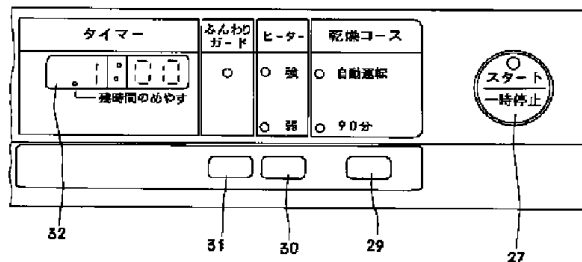 タイマー
ふんわり
ガード
ヒーター
乾燥コース
1:00
残時間のめやす
強
自動運転
弱
90分
スタート
一時停止
32
31
30
29
27